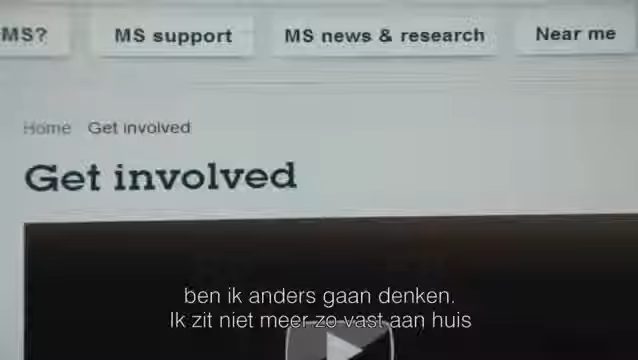 MS?
MS support
MS news & research
Near me
Home Get involved
Get involved
ben ik anders gaan denken.
Ik zit niet meer zo vast aan huis